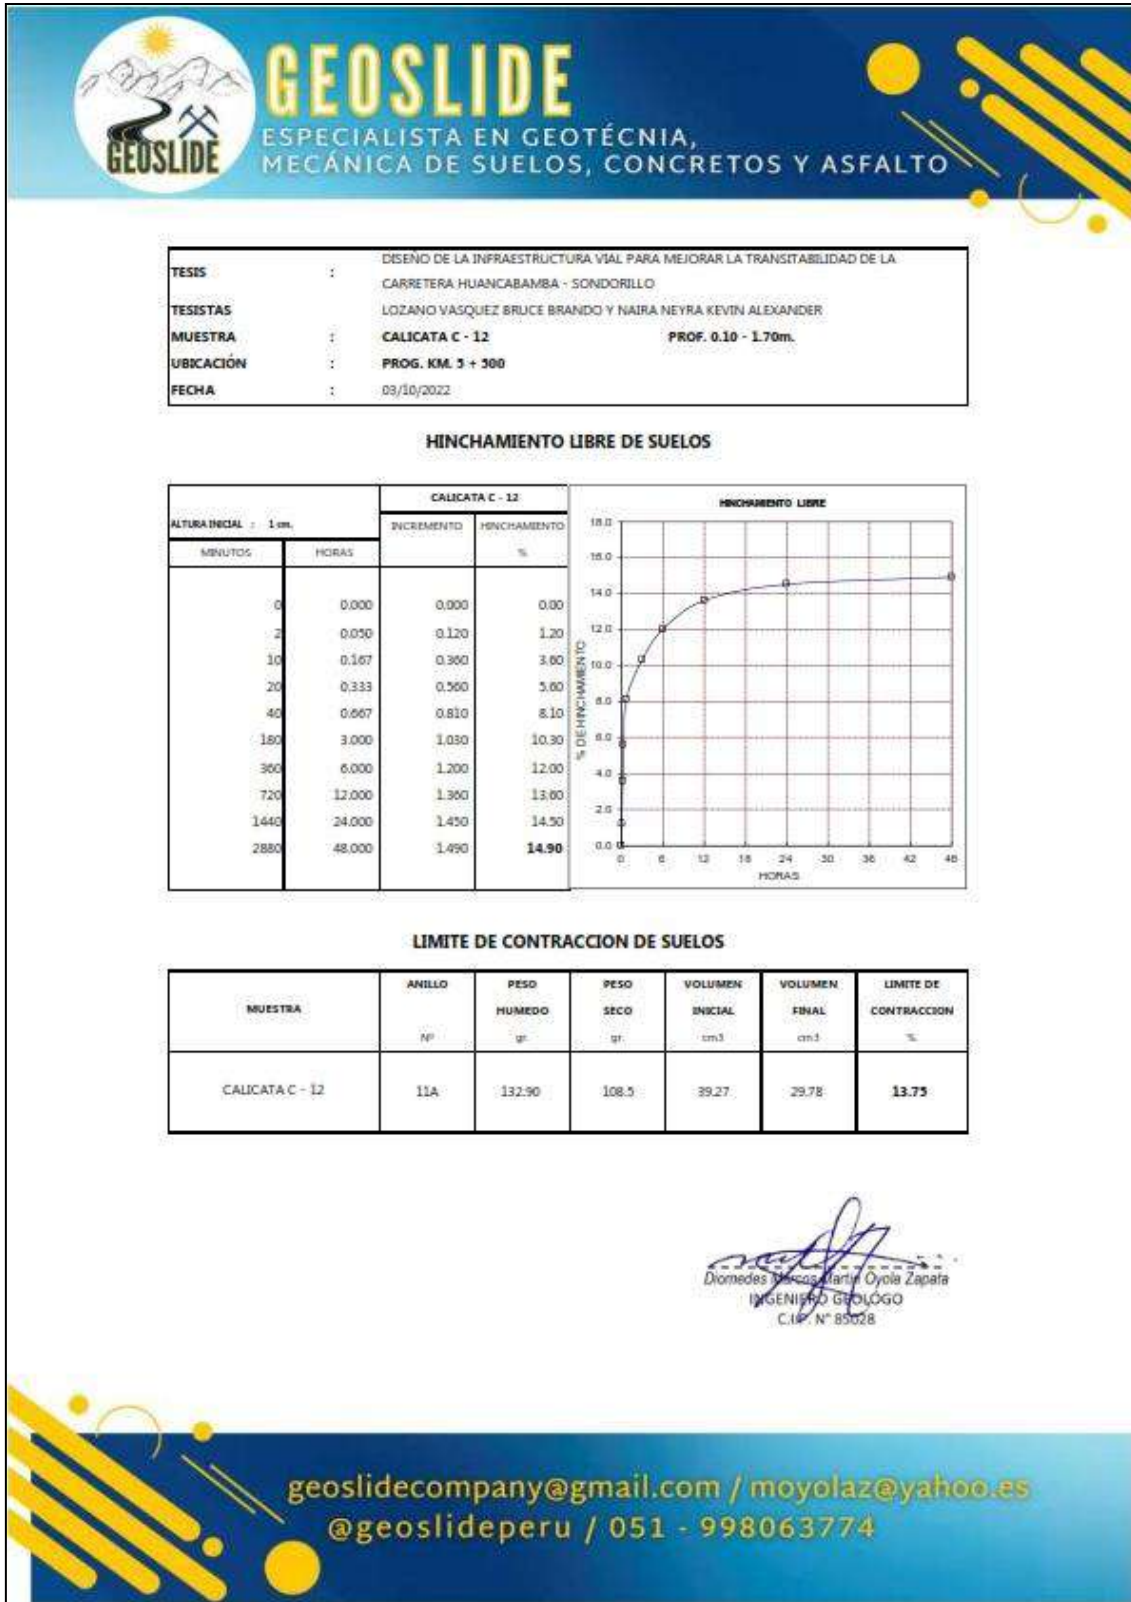 GEOSLIDE
GEOSLIDE
ESPECIALISTA EN GEOTÉCNIA,
MECÁNICA DE SUELOS, CONCRETOS Y ASFALTO
TESIS : DISEÑO DE LA INFRAESTRUCTURA VIAL PARA MEJORAR LA TRANSITABILIDAD DE LA
CARRETERA HUANCABAMBA - SONDORILLO
TESISTAS LOZANO VASQUEZ BRUCE BRANDO Y NAIRA NEYRA KEVIN ALEXANDER
MUESTRA : CALICATA C - 12 PROF. 0.10 - 1.70m.
UBICACIÓN : PROG. KM. 5 + 500
FECHA : 03/10/2022
HINCHAMIENTO LIBRE DE SUELOS
CALICATA C - 12
ALTURA INICIAL : 1 cm. INCREMENTO HINCHAMIENTO
MINUTOS HORAS %
0 0.000 0.000 0.00
2 0.050 0.120 1.20
10 0.167 0.360 3.60
20 0.333 0.560 5.60
40 0.667 0.810 8.10
180 3.000 1.030 10.30
360 6.000 1.200 12.00
720 12.000 1.360 13.60
1440 24.000 1.450 14.50
2880 48.000 1.490 14.90
HINCHAMIENTO LIBRE
18.0
16.0
14.0
12.0
10.0
8.0
6.0
4.0
2.0
0.0
% DE HINCHAMIENTO
0 6 12 18 24 30 36 42 48
HORAS
LIMITE DE CONTRACCION DE SUELOS
MUESTRA ANILLO PESO PESO VOLUMEN VOLUMEN LIMITE DE
HUMEDO SECO INICIAL FINAL CONTRACCION
Nº gr. gr. cm3 cm3 %
CALICATA C - 12 11A 132.90 108.5 39.27 29.78 13.75
Diomedes Marcos Martin Oyola Zapata
INGENIERO GEOLÓGO
C.I.P. N° 85028
geoslidecompany@gmail.com / moyolaz@yahoo.es
@geoslideperu / 051 - 998063774